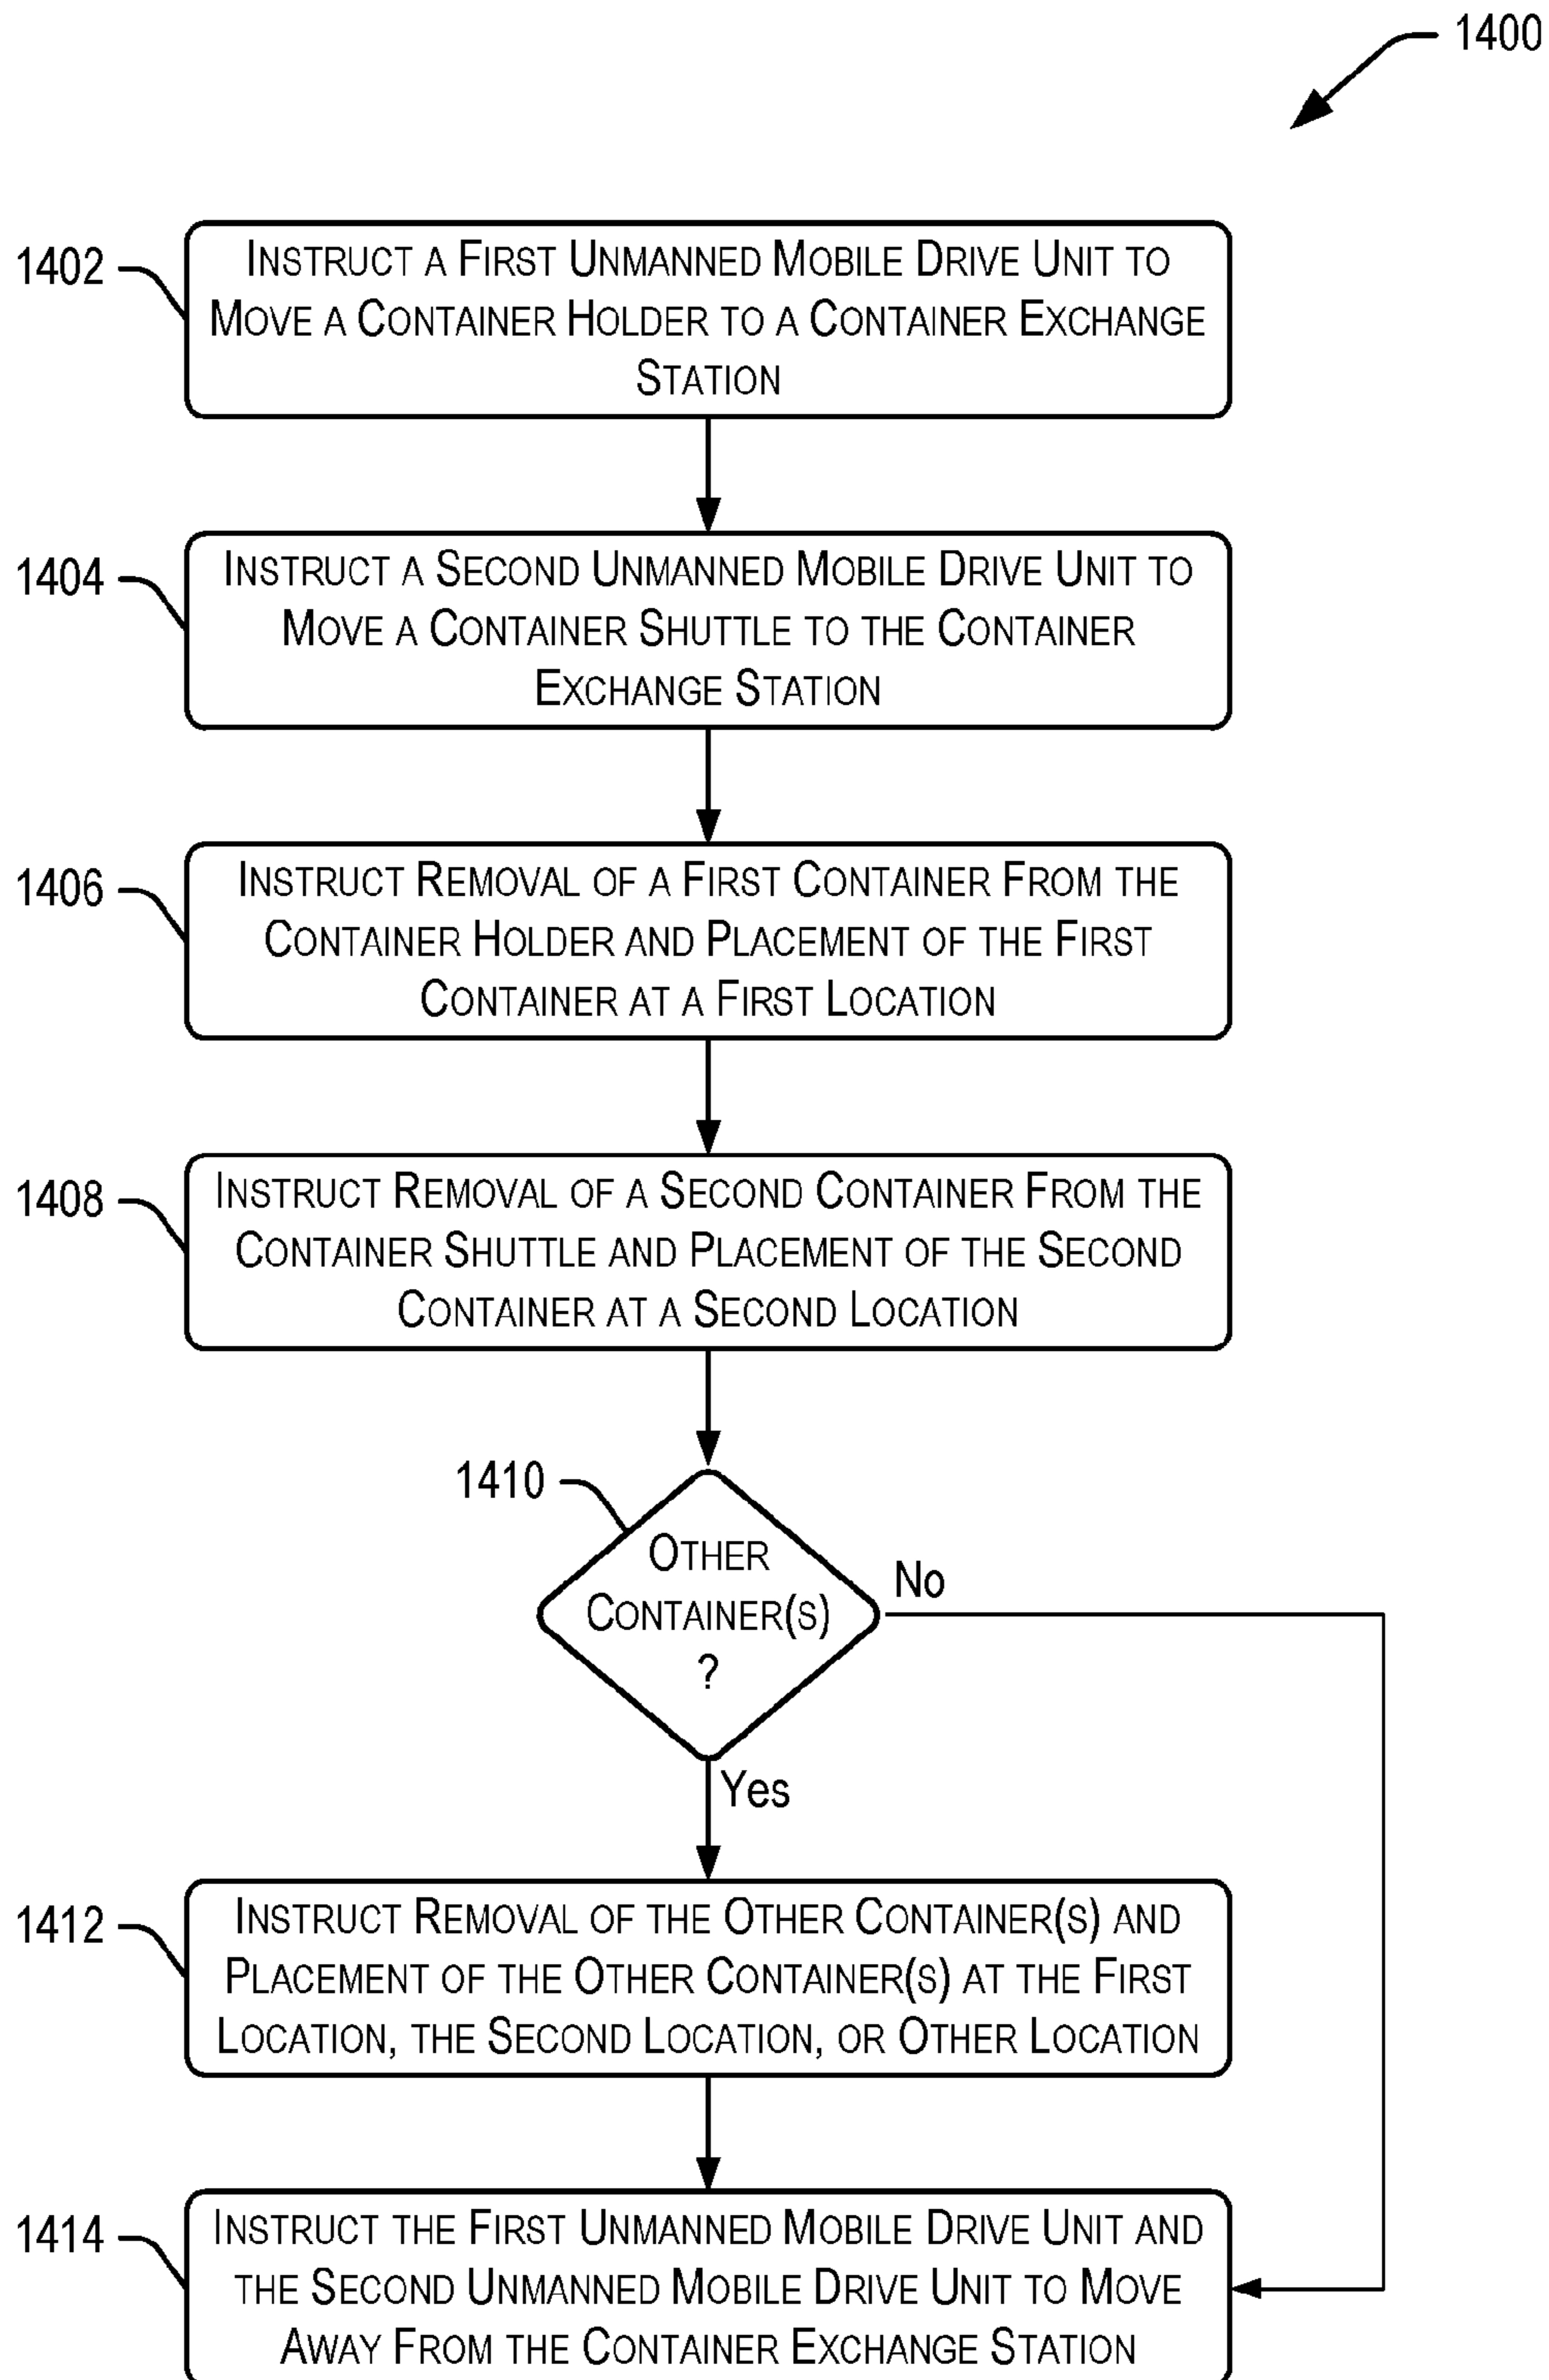 1400
1402
INSTRUCT A FIRST UNMANNED MOBILE DRIVE UNIT TO
MOVE A CONTAINER HOLDER TO A CONTAINER EXCHANGE
STATION
1404
INSTRUCT A SECOND UNMANNED MOBILE DRIVE UNIT TO
MOVE A CONTAINER SHUTTLE TO THE CONTAINER
EXCHANGE STATION
1406
INSTRUCT REMOVAL OF A FIRST CONTAINER FROM THE
CONTAINER HOLDER AND PLACEMENT OF THE FIRST
CONTAINER AT A FIRST LOCATION
1408
INSTRUCT REMOVAL OF A SECOND CONTAINER FROM THE
CONTAINER SHUTTLE AND PLACEMENT OF THE SECOND
CONTAINER AT A SECOND LOCATION
1410
OTHER
CONTAINER(S)
?
No
Yes
1412
INSTRUCT REMOVAL OF THE OTHER CONTAINER(S) AND
PLACEMENT OF THE OTHER CONTAINER(S) AT THE FIRST
LOCATION, THE SECOND LOCATION, OR OTHER LOCATION
1414
INSTRUCT THE FIRST UNMANNED MOBILE DRIVE UNIT AND
THE SECOND UNMANNED MOBILE DRIVE UNIT TO MOVE
AWAY FROM THE CONTAINER EXCHANGE STATION